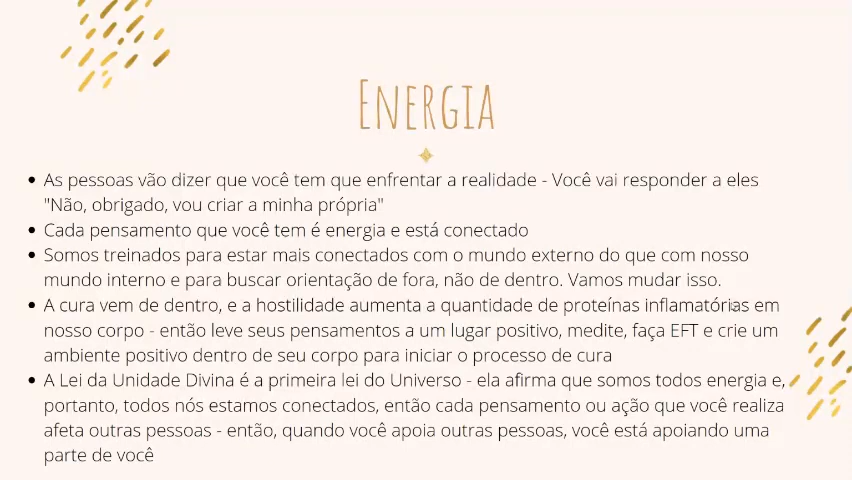 ENERGIA
• As pessoas vão dizer que você tem que enfrentar a realidade - Você vai responder a eles
"Não, obrigado, vou criar a minha própria"
• Cada pensamento que você tem é energia e está conectado
• Somos treinados para estar mais conectados com o mundo externo do que com nosso
mundo interno e para buscar orientação de fora, não de dentro. Vamos mudar isso.
• A cura vem de dentro, e a hostilidade aumenta a quantidade de proteínas inflamatórias em
nosso corpo - então leve seus pensamentos a um lugar positivo, medite, faça EFT e crie um
ambiente positivo dentro de seu corpo para iniciar o processo de cura
• A Lei da Unidade Divina é a primeira lei do Universo - ela afirma que somos todos energia e,
portanto, todos nós estamos conectados, então cada pensamento ou ação que você realiza
afeta outras pessoas - então, quando você apoia outras pessoas, você está apoiando uma
parte de você